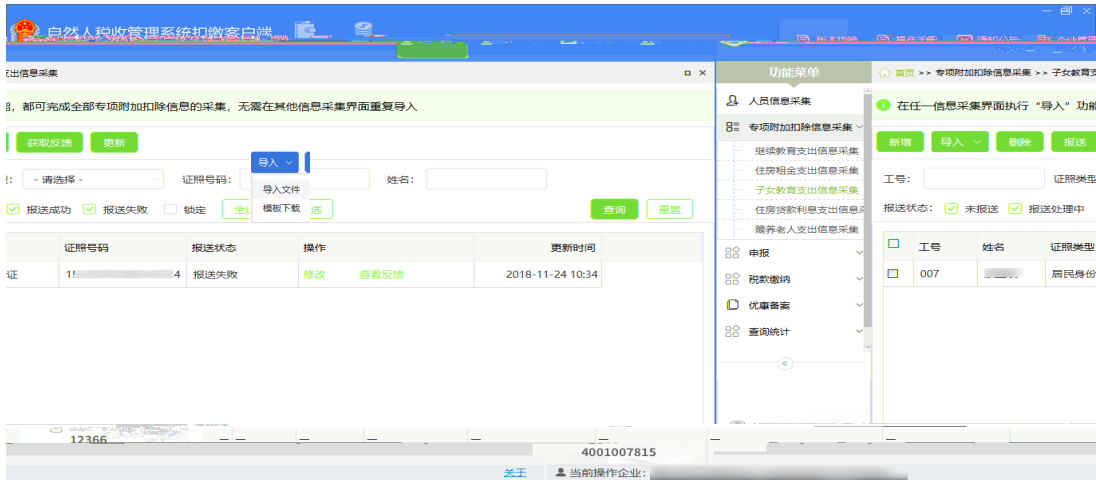 自然人税收管理系统扣缴客户端
支出信息采集
能，都可完成全部专项附加扣除信息的采集，无需在其他信息采集界面重复导入
获取反馈 更新
- 请选择 -
证照号码：
姓名：
导入
导入文件
模板下载
报送成功 报送失败 锁定
查询 重置
证照号码 报送状态 操作 更新时间
证 4 报送失败 修改 查看反馈 2018-11-24 10:34
功能菜单
人员信息采集
专项附加扣除信息采集
继续教育支出信息采集
住房租金支出信息采集
子女教育支出信息采集
住房贷款利息支出信息
赡养老人支出信息采集
申报
税款缴纳
优惠备案
查询统计
首页 >> 专项附加扣除信息采集 >> 子女教育支
在任一信息采集界面执行“导入”功能
新增 导入 删除 报送
工号： 证照类型
报送状态： 未报送 报送处理中
工号 姓名 证照类型
007 居民身份
12366
4001007815
关于 当前操作企业：